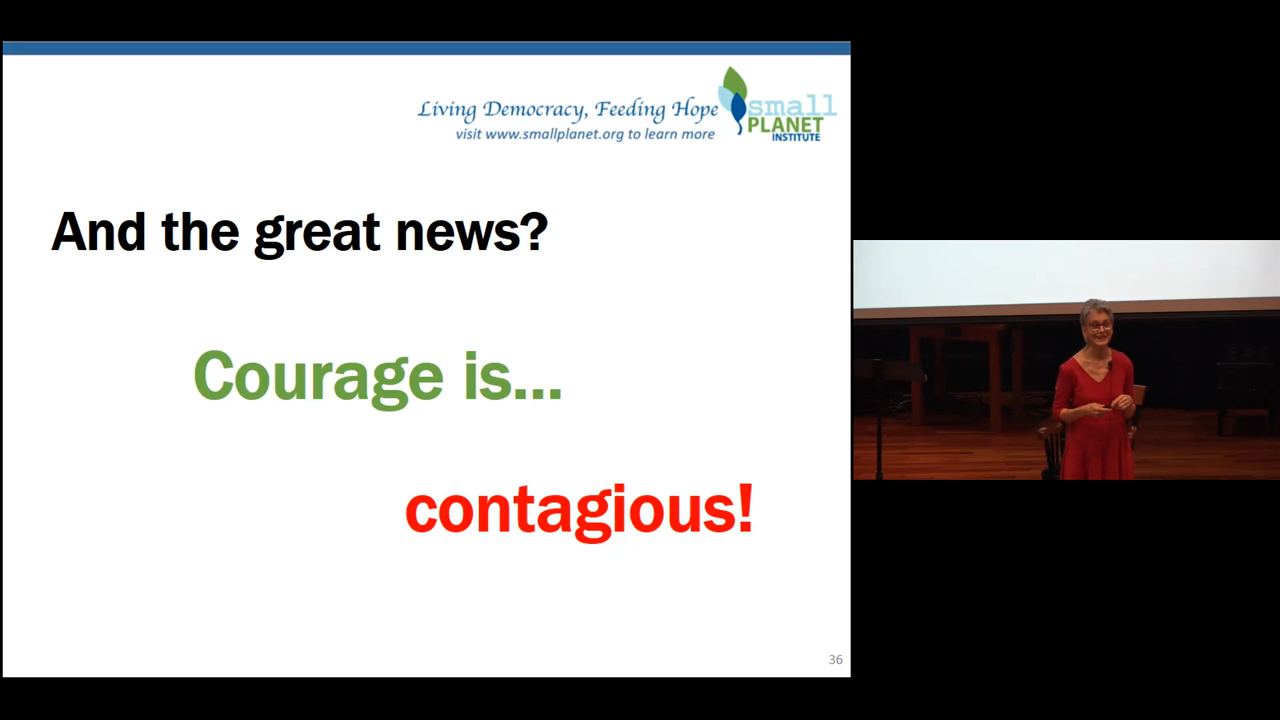 Living Democracy, Feeding Hope
visit www.smallplanet.org to learn more
small
PLANET
INSTITUTE
And the great news?
Courage is...
contagious!
36